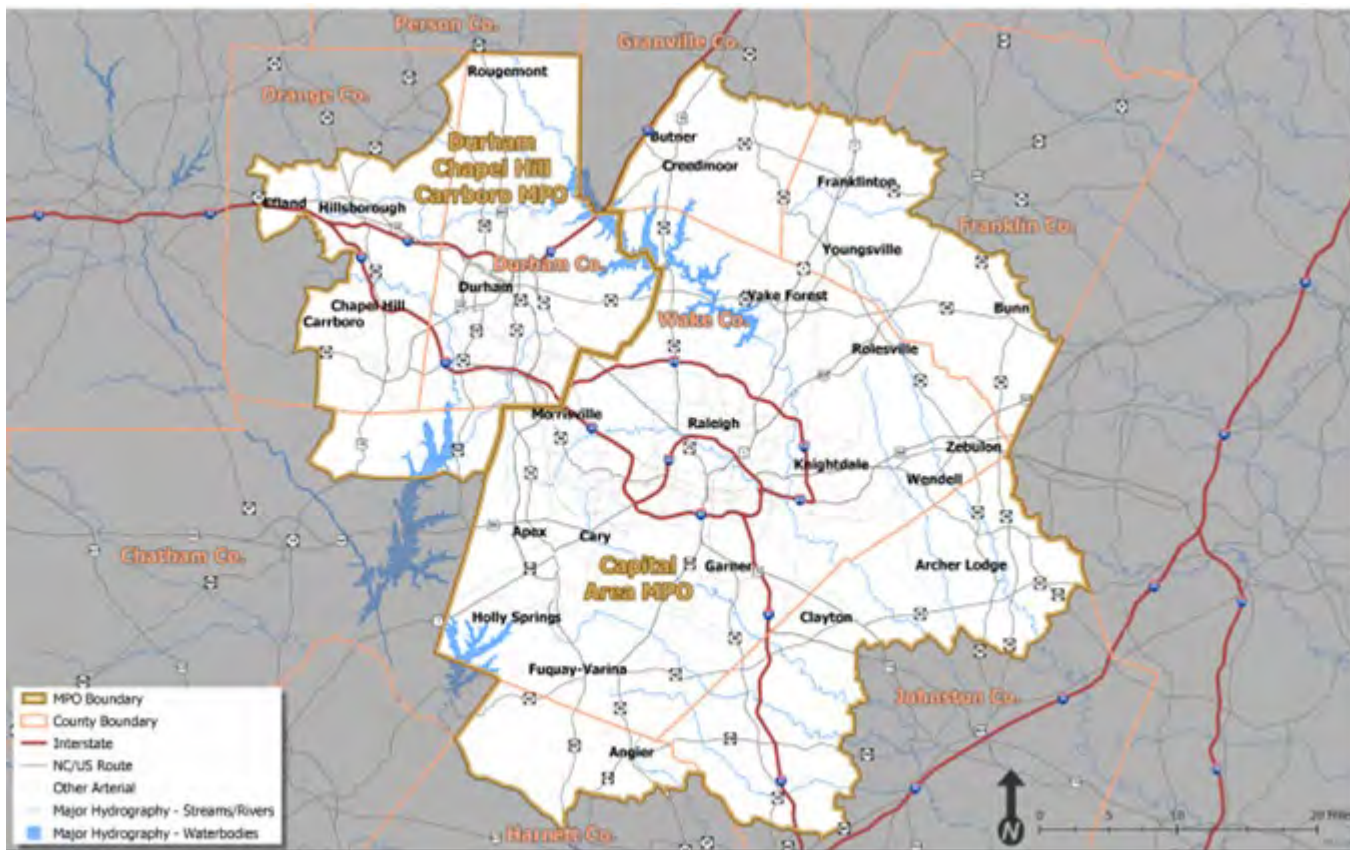 Person Co.
Granville Co.
Rougemont
Orange Co.
Durham
Chapel Hill
Carrboro MPO
Butner
Creedmoor
Franklinton
Efland
Hillsborough
Franklin Co.
Youngsville
Durham Co.
Durham
Wake Forest
Chapel Hill
Bunn
Carrboro
Wake Co.
Rolesville
Morrisville
Raleigh
Zebulon
Knightdale
Wendell
Apex
Cary
Chatham Co.
Garner
Archer Lodge
Capital
Area MPO
Holly Springs
Clayton
Fuquay-Varina
Johnston Co.
Angier
Harnett Co.
MPO Boundary
County Boundary
Interstate
NC/US Route
Other Arterial
Major Hydrography - Streams/Rivers
Major Hydrography - Waterbodies
N
0 5 10 20 Miles